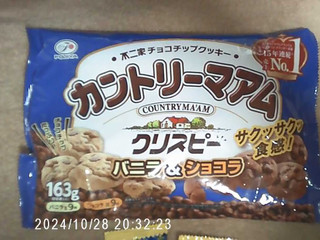 不二家 チョコチップクッキー
No.1
カントリーマアム
COUNTRY MA'AM
クリスピー
サクッサクッ
食感!
バニラ&ショコラ
163g
2024/10/28 20:32:23